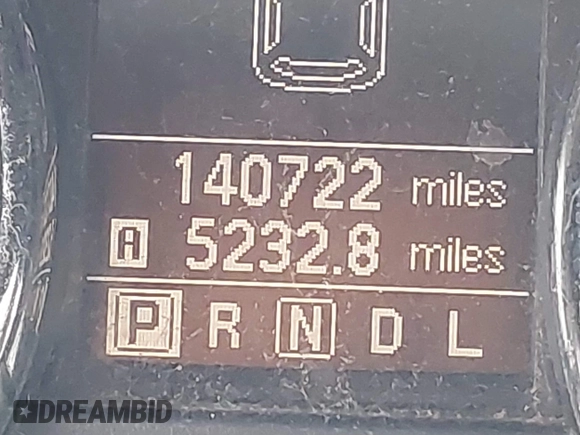 140722 miles
A 5232.8 miles
P R N D L
DREAMBID